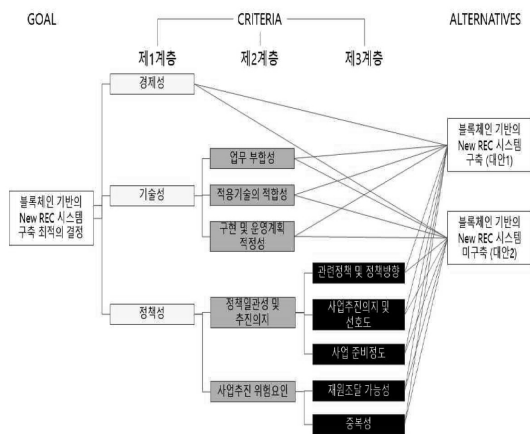 GOAL
CRITERIA
ALTERNATIVES
제1계층
제2계층
제3계층
경제성
블록체인 기반의
New REC 시스템
구축 (대안1)
업무 부합성
기술성
적용기술의 적합성
블록체인 기반의
New REC 시스템
구축 최적의 결정
구현 및 운영계획
적정성
블록체인 기반의
New REC 시스템
미구축 (대안2)
관련정책 및 정책방향
정책성
정책일관성 및
추진의지
사업추진의지 및
선호도
사업 준비정도
사업추진 위험요인
재원조달 가능성
중복성